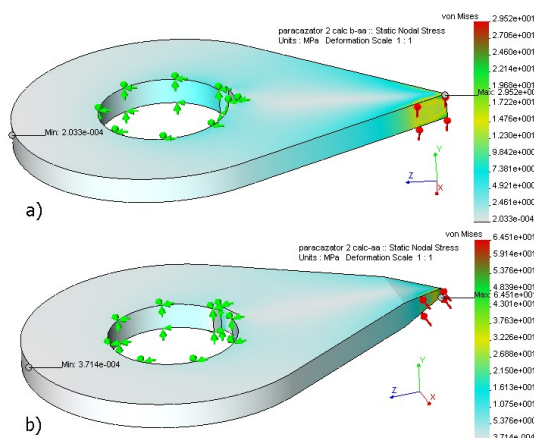 von Mises
paracazator 2 calc b-aa :: Static Nodal Stress
Units : MPa Deformation Scale 1 : 1
2.952e+001
2.706e+001
2.460e+001
2.214e+001
1.968e+001
Max: 2.952e+001
1.722e+001
1.476e+001
1.230e+001
9.842e+000
7.381e+000
4.921e+000
2.461e+000
2.033e-004
Min: 2.033e-004
Y
Z
X
a)
von Mises
paracazator 2 calc-aa :: Static Nodal Stress
Units : MPa Deformation Scale 1 : 1
6.451e+001
5.914e+001
5.376e+001
4.839e+001
Max: 6.451e+001
4.301e+001
3.763e+001
3.226e+001
2.688e+001
2.150e+001
1.613e+001
1.075e+001
5.376e+000
3.714e-004
Min: 3.714e-004
Y
Z
X
b)